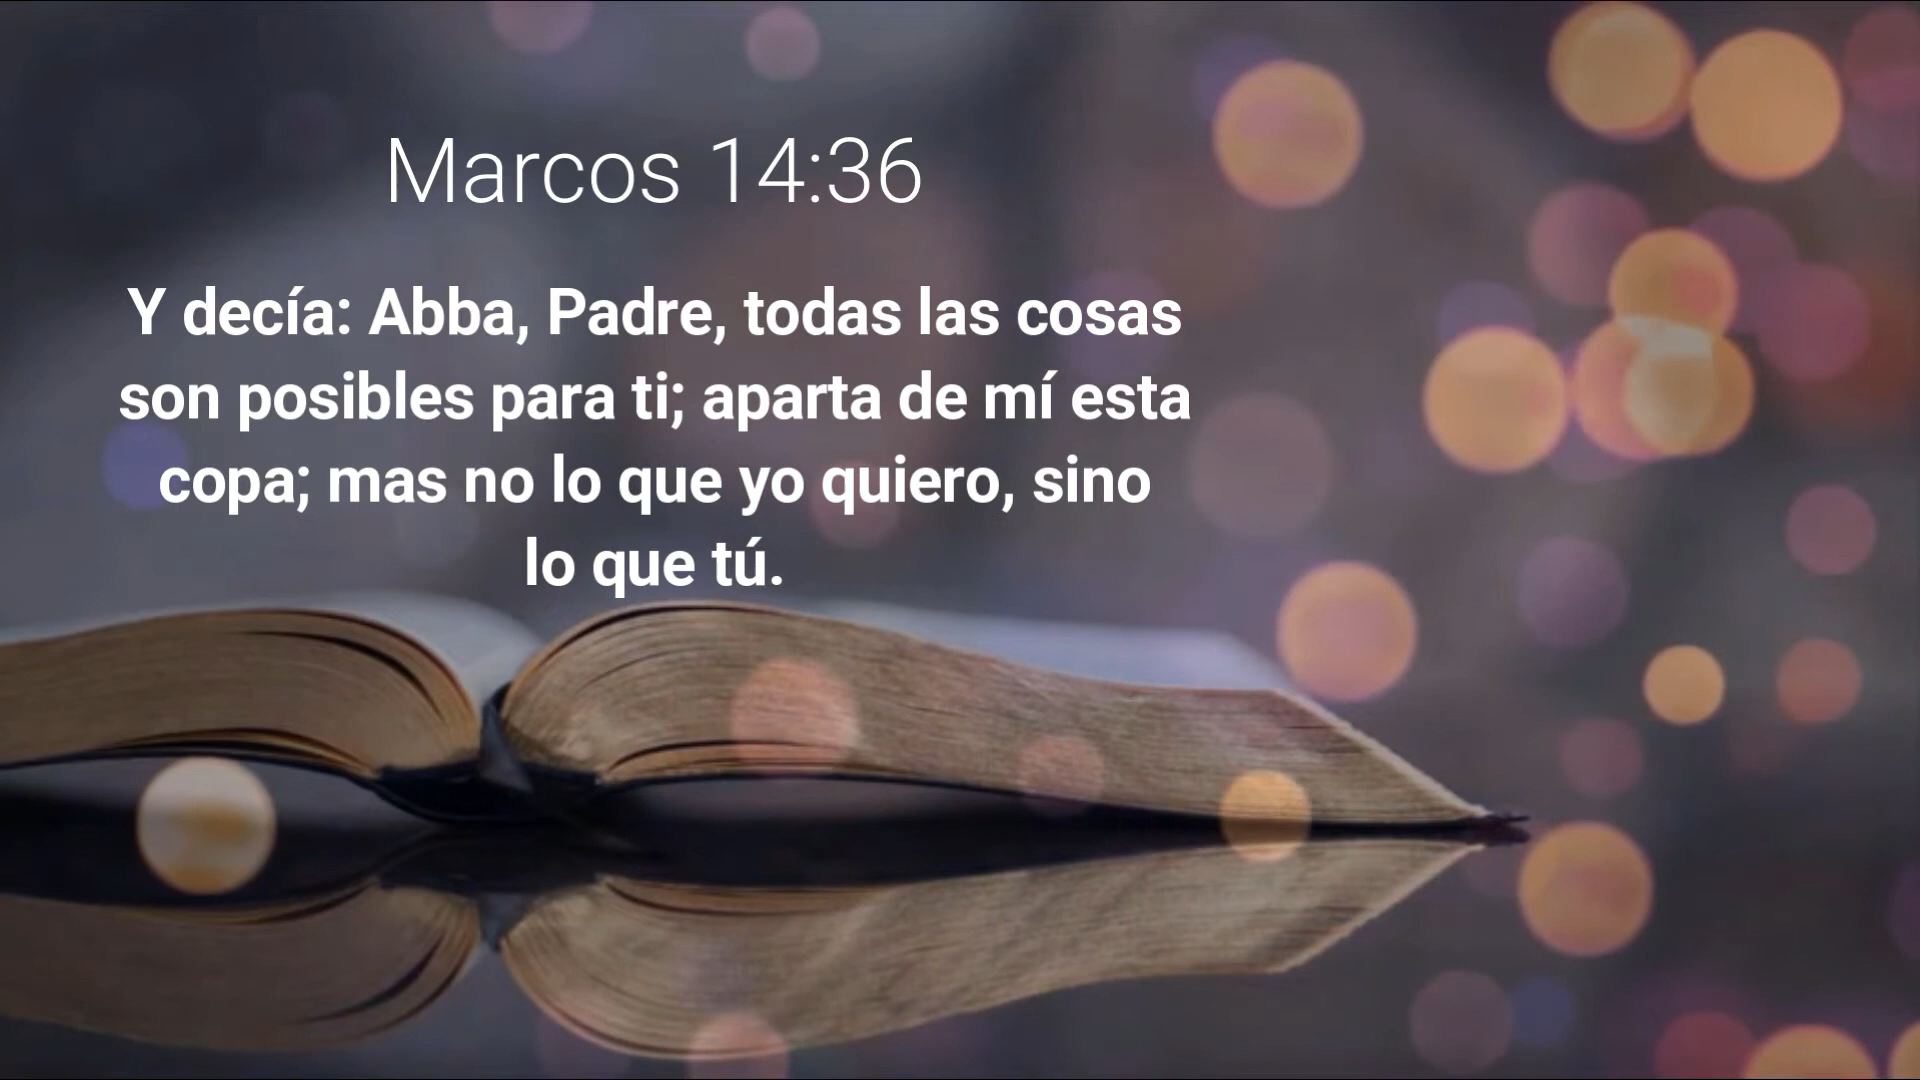 Marcos 14:36
Y decía: Abba, Padre, todas las cosas
son posibles para ti; aparta de mí esta
copa; mas no lo que yo quiero, sino
lo que tú.